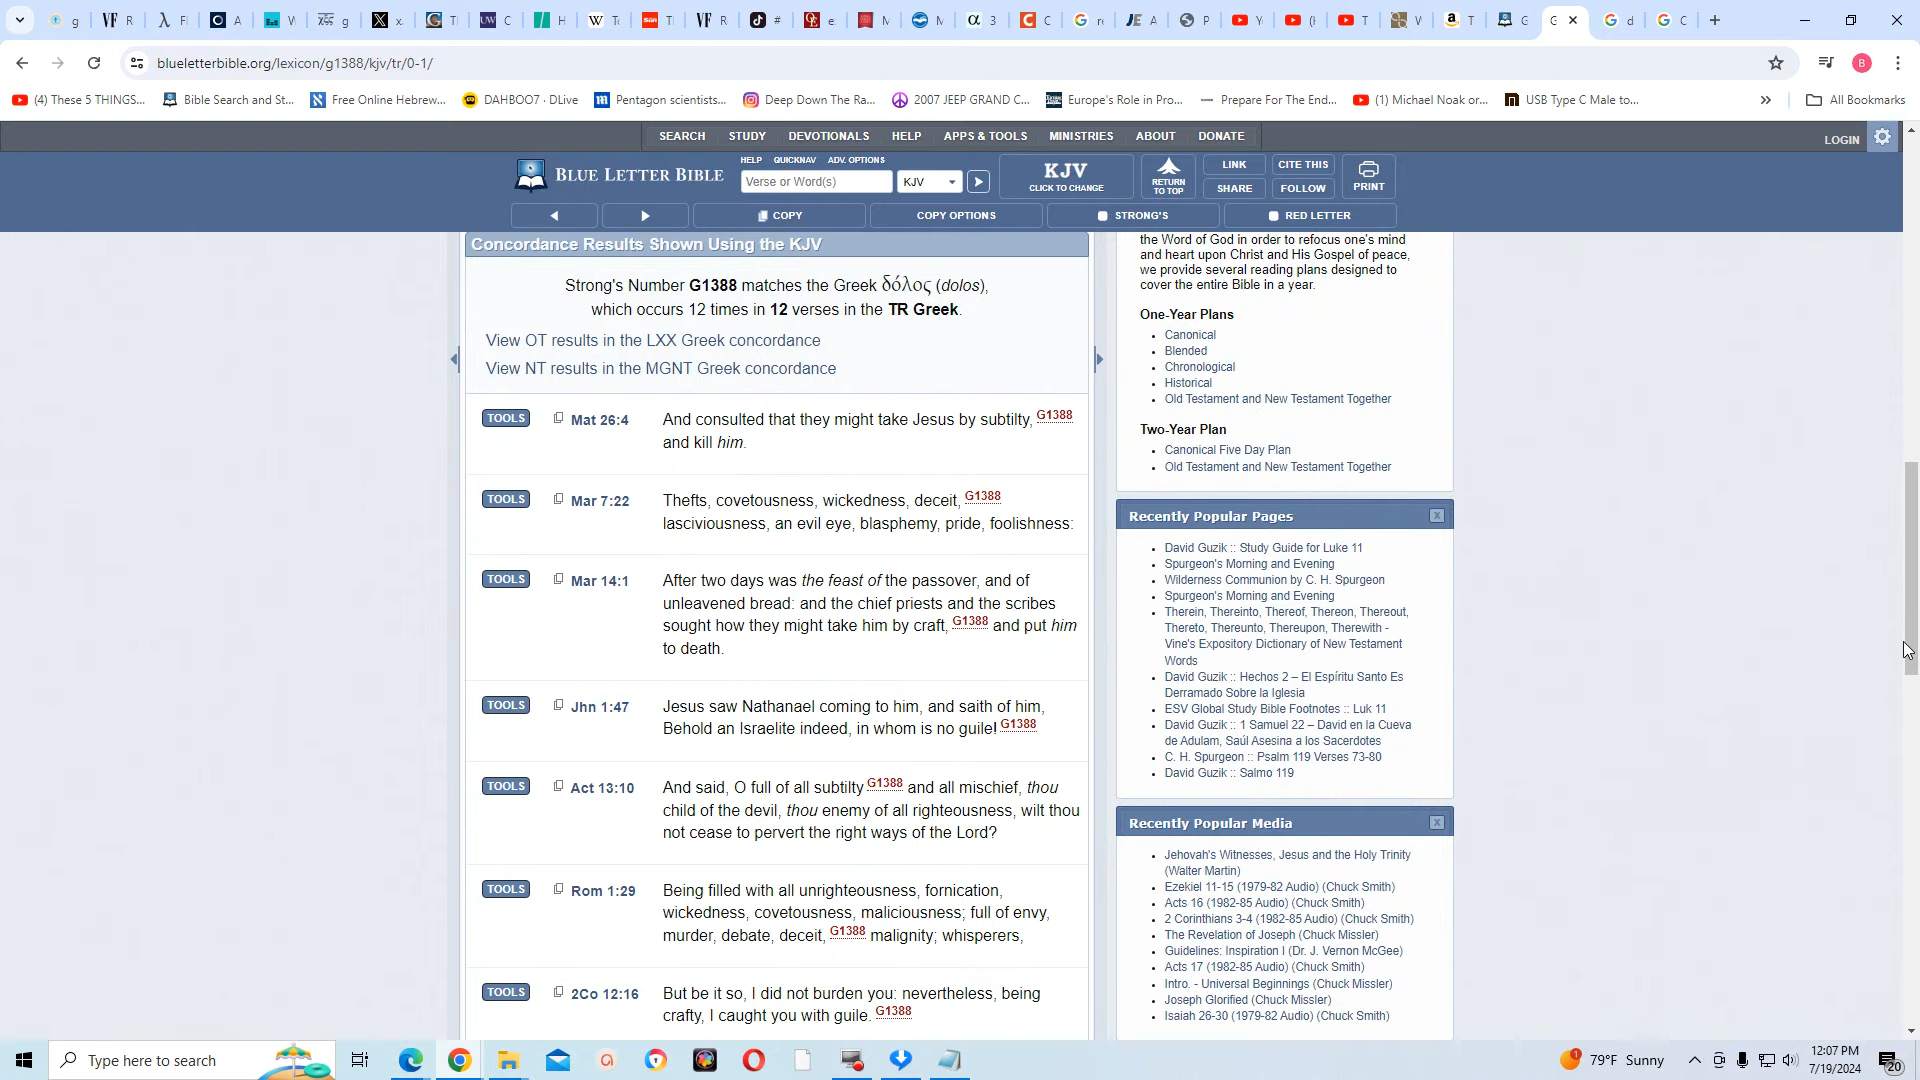 g
VF R
λ F
A
V
g
x.
T
UW C
H
W To
SGN T
VF R
#
e
M
M
α 3
C C
G r
JE A
P
Y
(
T
V
a T
G
G
G d
G C
blueletterbible.org/lexicon/g1388/kjv/tr/0-1/
B
(4) These 5 THINGS...
Bible Search and St...
Free Online Hebrew...
DAHBOO7 · DLive
Pentagon scientists...
Deep Down The Ra...
2007 JEEP GRAND C...
Europe's Role in Pro...
Prepare For The End...
(1) Michael Noak or...
USB Type C Male to...
All Bookmarks
SEARCH STUDY DEVOTIONALS HELP APPS & TOOLS MINISTRIES ABOUT DONATE
LOGIN
BLUE LETTER BIBLE
HELP QUICKNAV ADV. OPTIONS
Verse or Word(s)
KJV
KJV
CLICK TO CHANGE
RETURN
TO TOP
LINK
CITE THIS
SHARE
FOLLOW
PRINT
COPY
COPY OPTIONS
STRONG'S
RED LETTER
Concordance Results Shown Using the KJV
Strong's Number G1388 matches the Greek δόλος (dolos),
which occurs 12 times in 12 verses in the TR Greek.
View OT results in the LXX Greek concordance
View NT results in the MGNT Greek concordance
TOOLS Mat 26:4 And consulted that they might take Jesus by subtilty, G1388
and kill him.
TOOLS Mar 7:22 Thefts, covetousness, wickedness, deceit, G1388
lasciviousness, an evil eye, blasphemy, pride, foolishness:
TOOLS Mar 14:1 After two days was the feast of the passover, and of
unleavened bread: and the chief priests and the scribes
sought how they might take him by craft, G1388 and put him
to death.
TOOLS Jhn 1:47 Jesus saw Nathanael coming to him, and saith of him,
Behold an Israelite indeed, in whom is no guile! G1388
TOOLS Act 13:10 And said, O full of all subtilty G1388 and all mischief, thou
child of the devil, thou enemy of all righteousness, wilt thou
not cease to pervert the right ways of the Lord?
TOOLS Rom 1:29 Being filled with all unrighteousness, fornication,
wickedness, covetousness, maliciousness; full of envy,
murder, debate, deceit, G1388 malignity; whisperers,
TOOLS 2Co 12:16 But be it so, I did not burden you: nevertheless, being
crafty, I caught you with guile. G1388
the Word of God in order to refocus one's mind
and heart upon Christ and His Gospel of peace,
we provide several reading plans designed to
cover the entire Bible in a year.
One-Year Plans
• Canonical
• Blended
• Chronological
• Historical
• Old Testament and New Testament Together
Two-Year Plan
• Canonical Five Day Plan
• Old Testament and New Testament Together
Recently Popular Pages
x
• David Guzik :: Study Guide for Luke 11
• Spurgeon's Morning and Evening
• Wilderness Communion by C. H. Spurgeon
• Spurgeon's Morning and Evening
• Therein, Thereinto, Thereof, Thereon, Thereout,
Thereto, Thereunto, Thereupon, Therewith -
Vine's Expository Dictionary of New Testament
Words
• David Guzik :: Hechos 2 – El Espíritu Santo Es
Derramado Sobre la Iglesia
• ESV Global Study Bible Footnotes :: Luk 11
• David Guzik :: 1 Samuel 22 – David en la Cueva
de Adulam, Saúl Asesina a los Sacerdotes
• C. H. Spurgeon :: Psalm 119 Verses 73-80
• David Guzik :: Salmo 119
Recently Popular Media
x
• Jehovah's Witnesses, Jesus and the Holy Trinity
(Walter Martin)
• Ezekiel 11-15 (1979-82 Audio) (Chuck Smith)
• Acts 16 (1982-85 Audio) (Chuck Smith)
• 2 Corinthians 3-4 (1982-85 Audio) (Chuck Smith)
• The Revelation of Joseph (Chuck Missler)
• Guidelines: Inspiration I (Dr. J. Vernon McGee)
• Acts 17 (1982-85 Audio) (Chuck Smith)
• Intro. - Universal Beginnings (Chuck Missler)
• Joseph Glorified (Chuck Missler)
• Isaiah 26-30 (1979-82 Audio) (Chuck Smith)
Type here to search
1
79°F Sunny
12:07 PM
7/19/2024
20